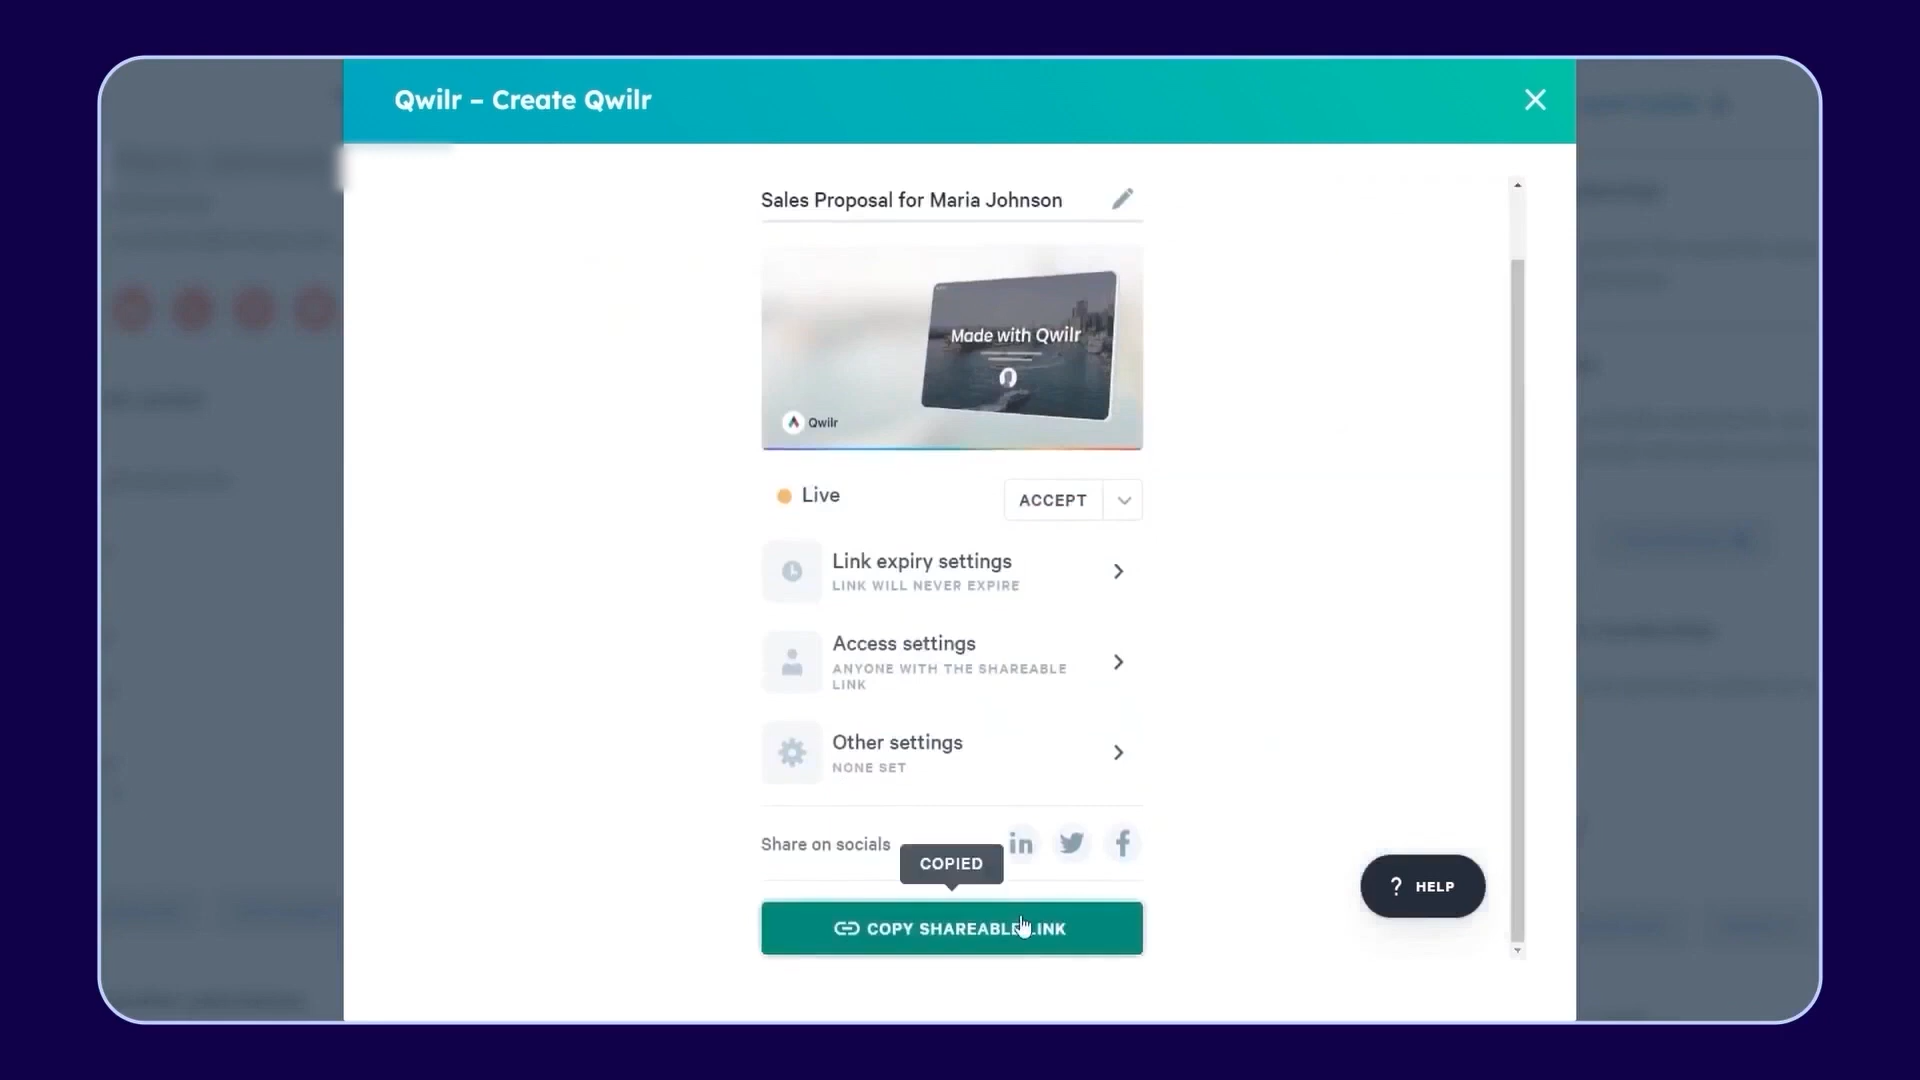 Qwilr – Create Qwilr
Sales Proposal for Maria Johnson
Made with Qwilr
Qwilr
Live
ACCEPT
Link expiry settings
LINK WILL NEVER EXPIRE
Access settings
ANYONE WITH THE SHAREABLE
LINK
Other settings
NONE SET
Share on socials
COPIED
COPY SHAREABLE LINK
? HELP